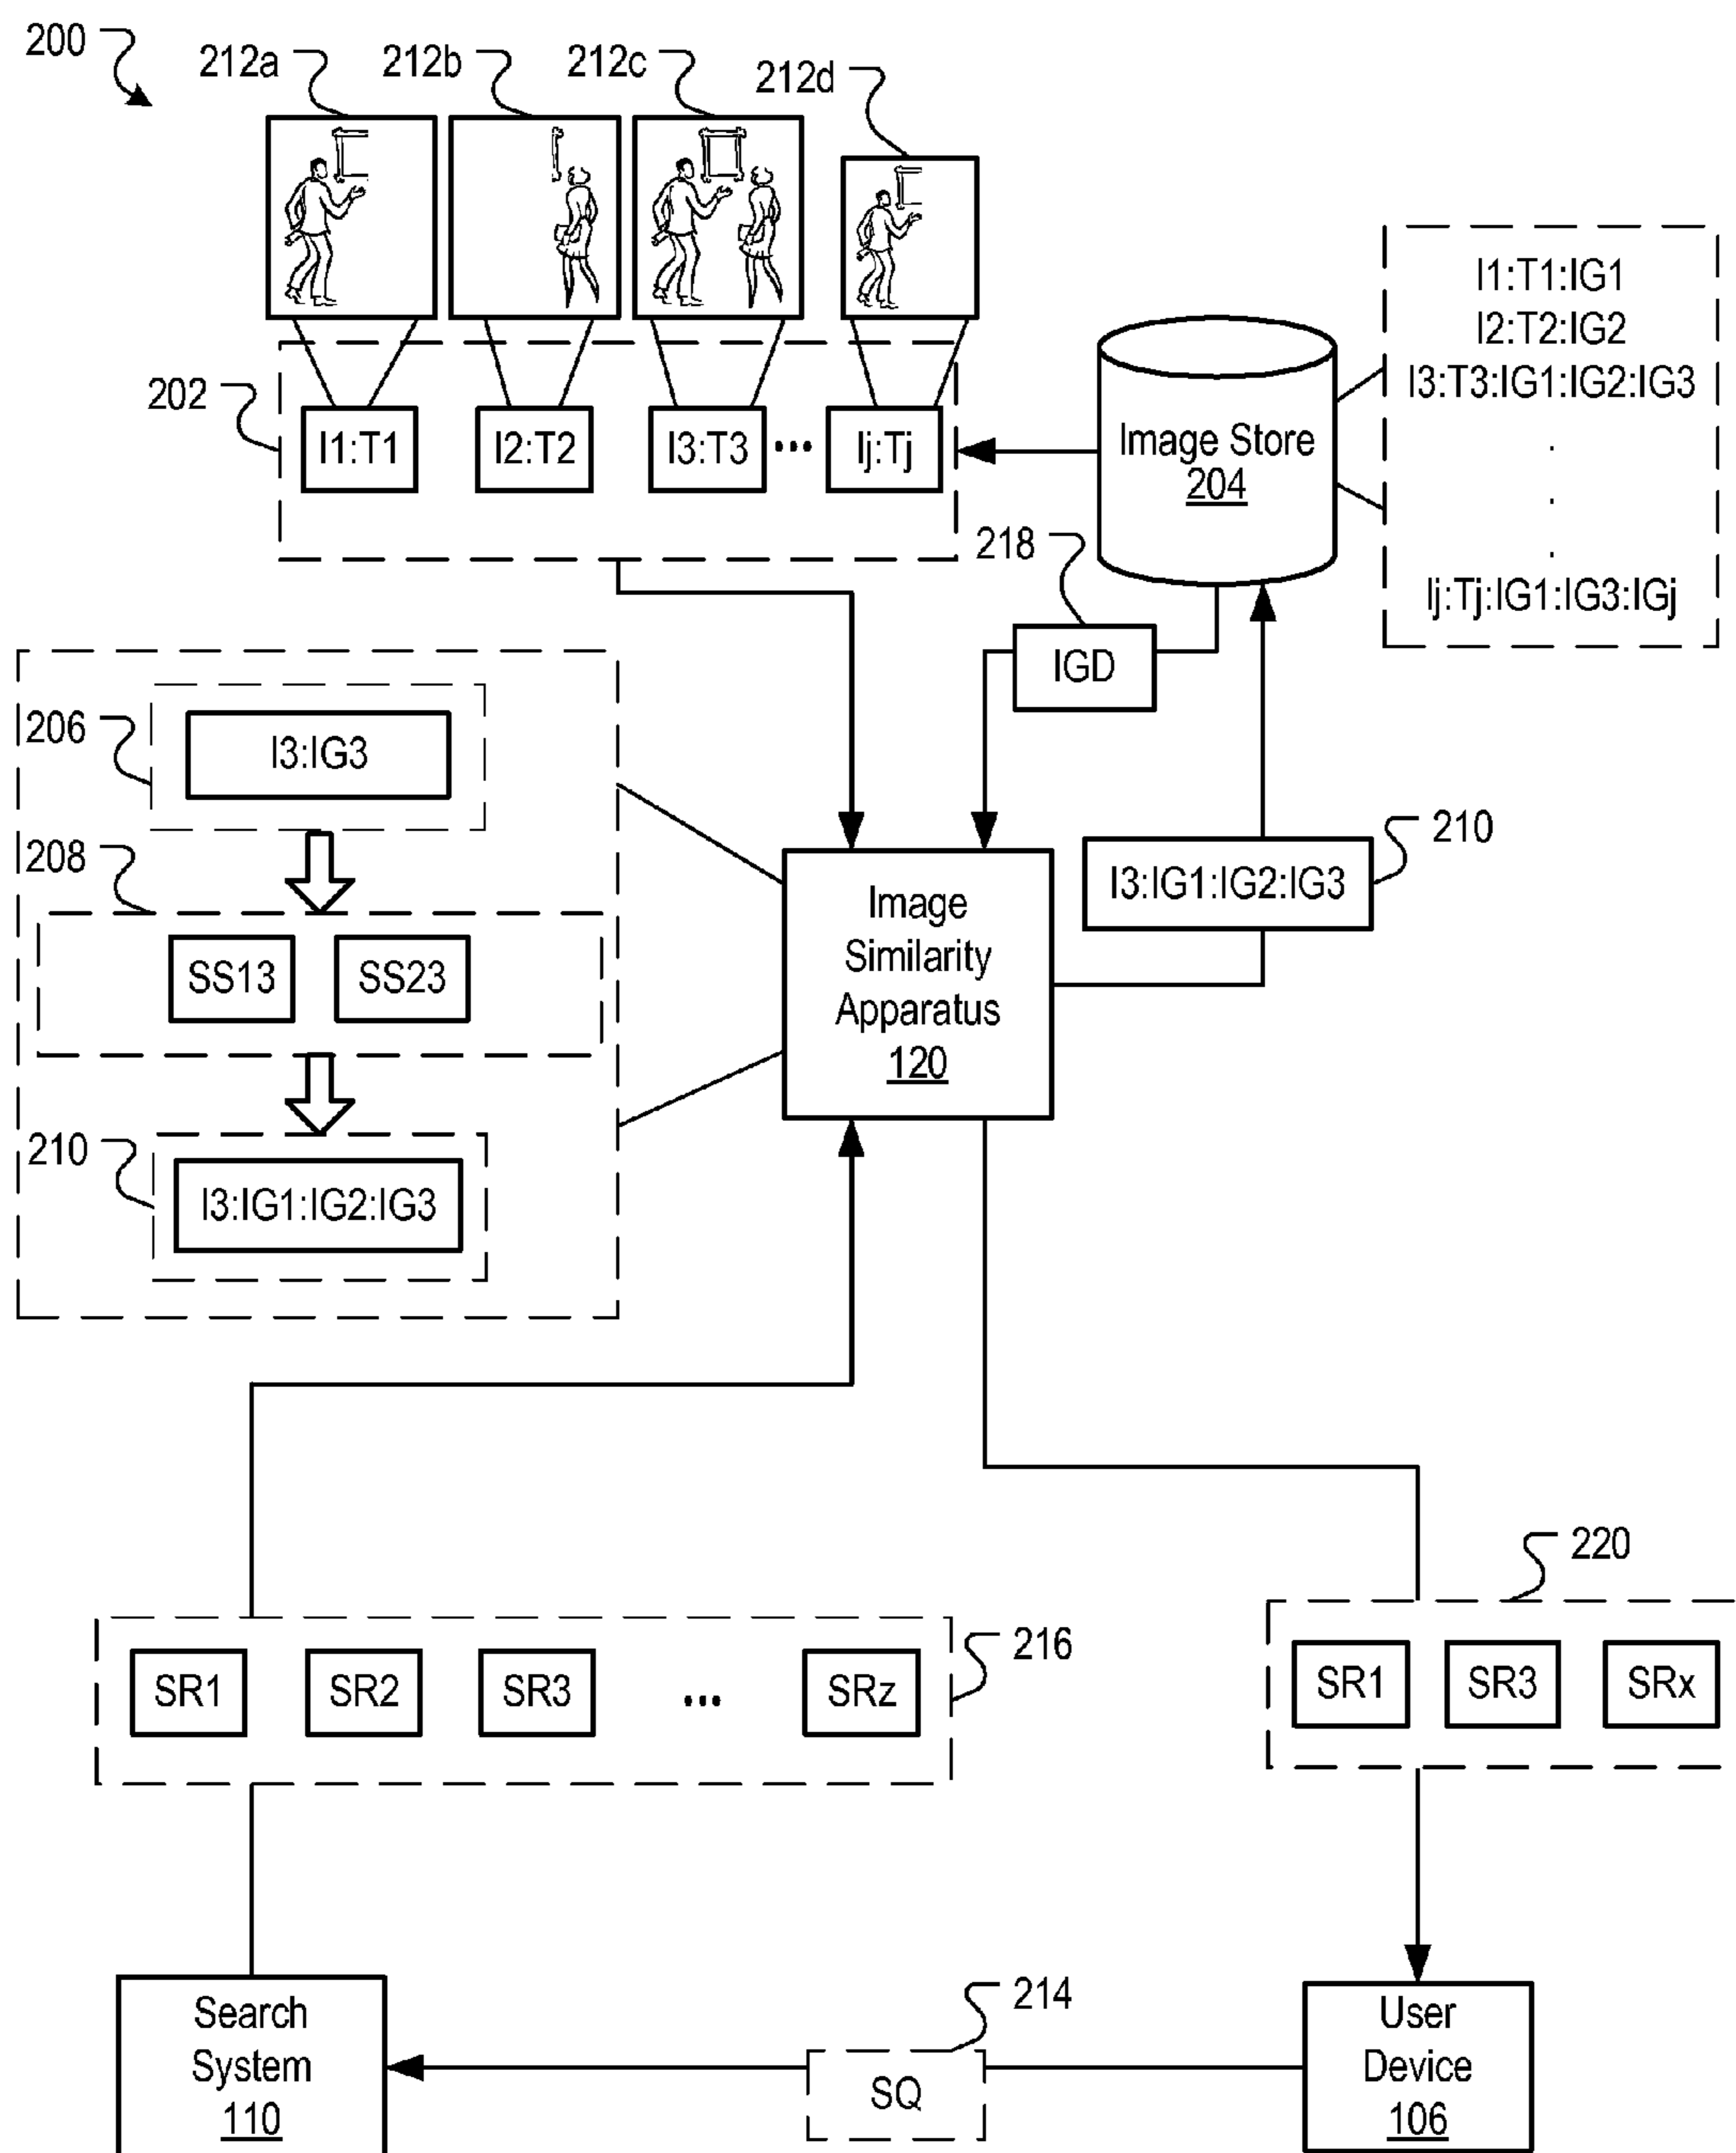 200
212a
212b
212c
212d
202
I1:T1
I2:T2
I3:T3
...
Ij:Tj
Image Store
204
I1:T1:IG1
I2:T2:IG2
I3:T3:IG1:IG2:IG3
.
.
.
Ij:Tj:IG1:IG3:IGj
218
IGD
206
I3:IG3
208
SS13
SS23
210
I3:IG1:IG2:IG3
Image
Similarity
Apparatus
120
210
I3:IG1:IG2:IG3
216
SR1
SR2
SR3
...
SRz
220
SR1
SR3
SRx
Search
System
110
214
SQ
User
Device
106